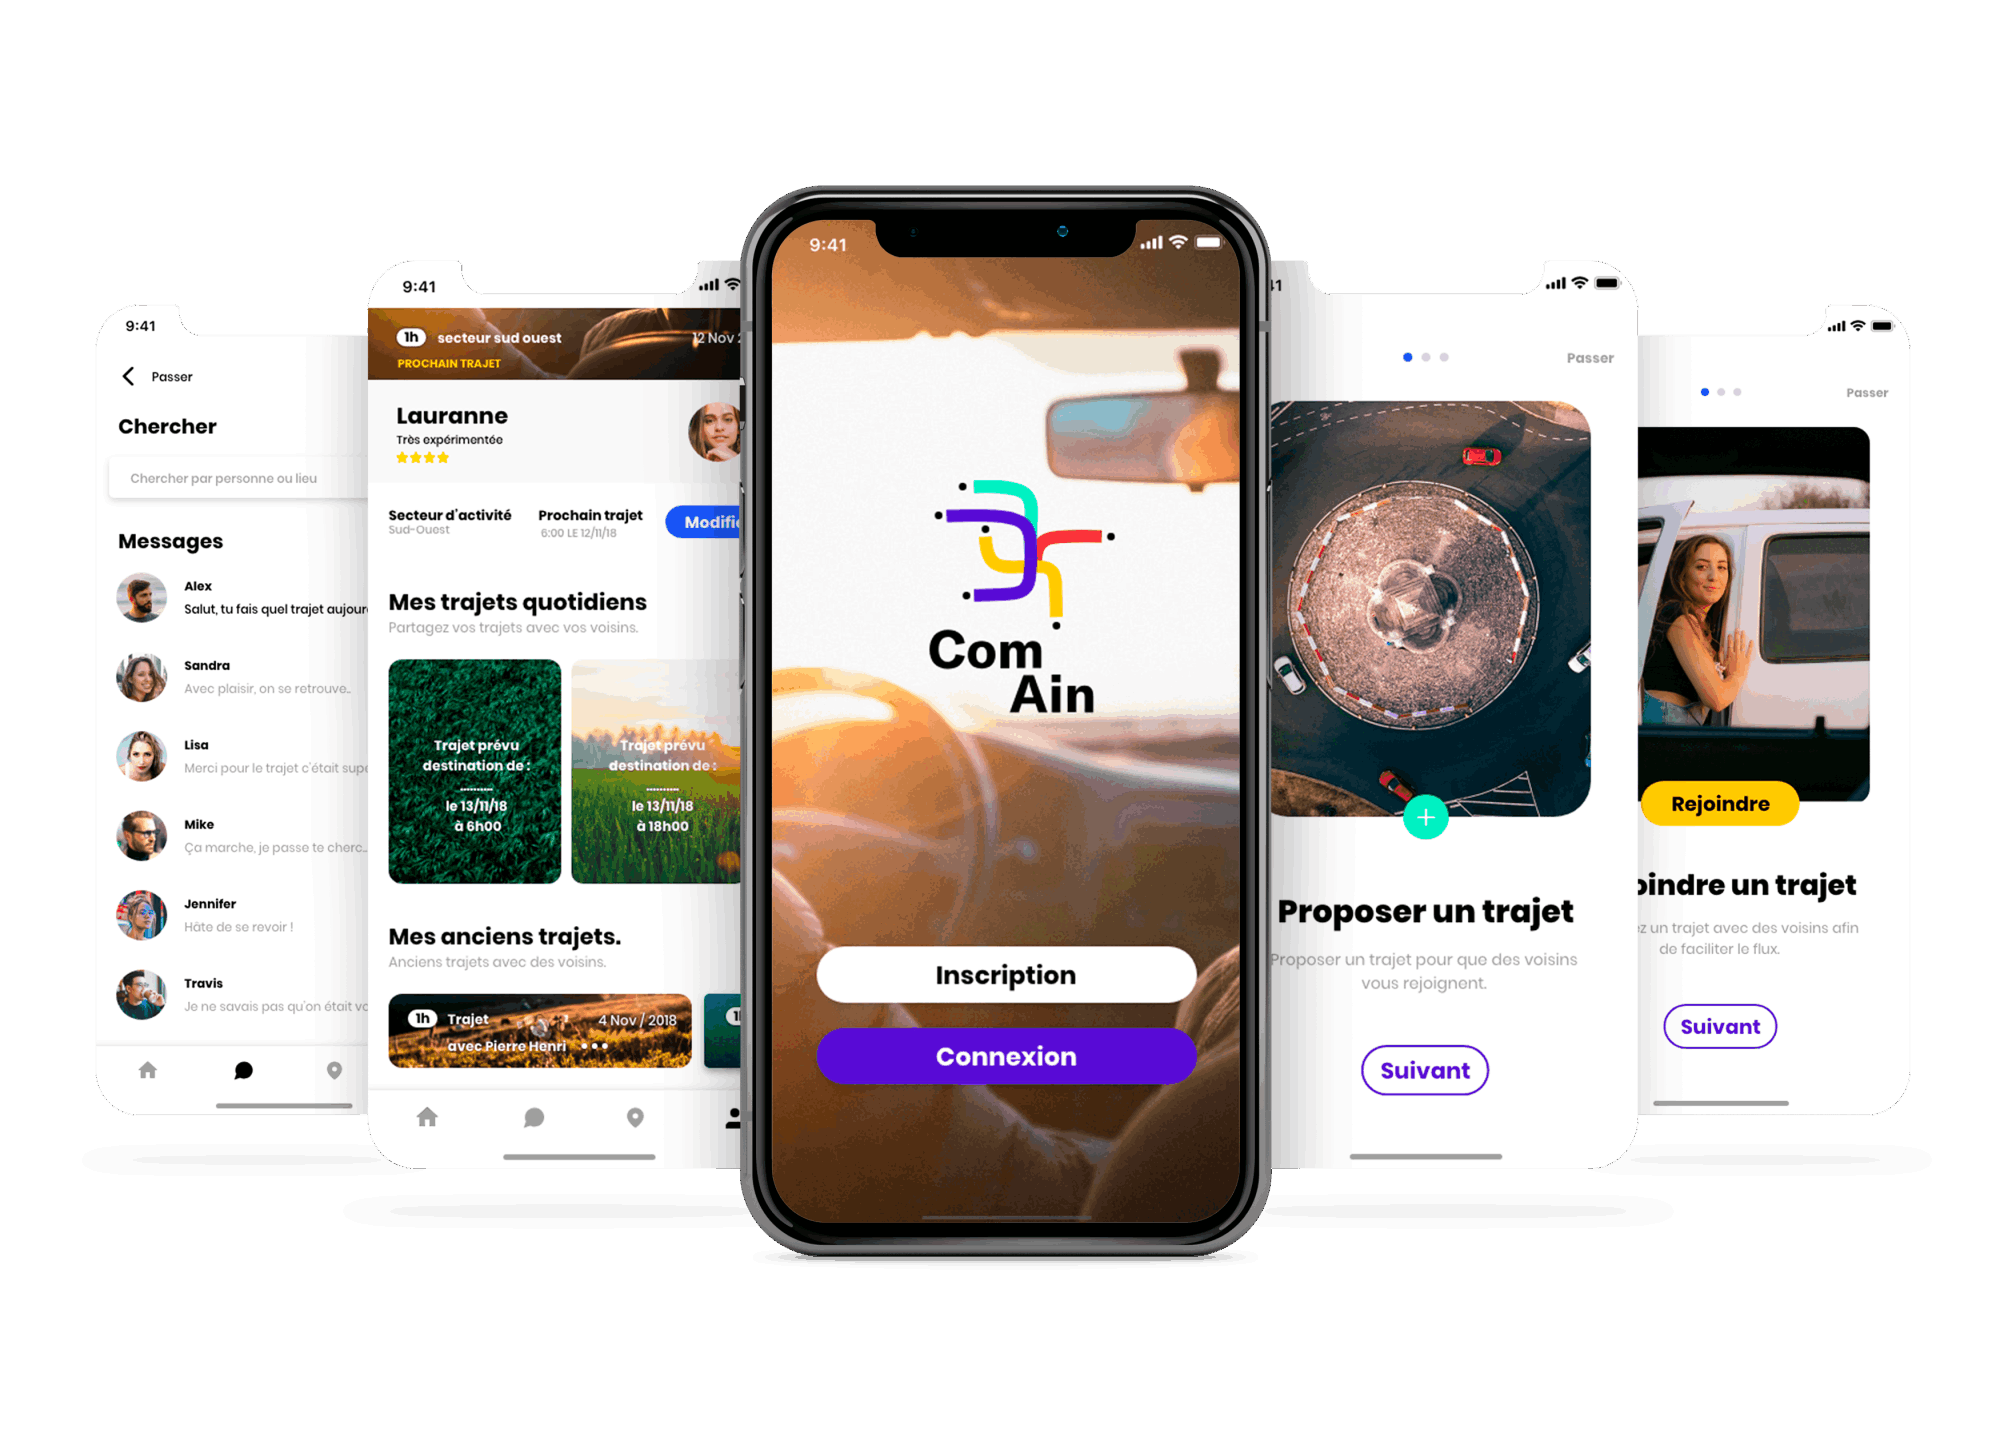 9:41
Passer
Chercher
Chercher par personne ou lieu
Messages
Alex
Salut, tu fais quel trajet
Sandra
Avec plaisir, on se retrouve..
Lisa
Merci pour le trajet c'était
Mike
Ça marche, je passe te cherc..
Jennifer
Hâte de se revoir !
Travis
Je ne savais pas qu'on était
9:41
1h secteur sud ouest 12 Nov
PROCHAIN TRAJET
Lauranne
Très expérimentée
Secteur d'activité
Sud-Ouest
Prochain trajet
6:00 LE 12/11/18
Modifi
Mes trajets quotidiens
Partagez vos trajets avec vos voisins.
Trajet prévu
destination de :
..........
le 13/11/18
à 6h00
Trajet prévu
destination de :
..........
le 13/11/18
à 18h00
Mes anciens trajets.
Anciens trajets avec des voisins.
1h Trajet 4 Nov / 2018
avec Pierre Henri
9:41
Com
Ain
Inscription
Connexion
Passer
Proposer un trajet
Proposer un trajet pour que des voisins
vous rejoignent.
Suivant
Passer
Rejoindre
oindre un trajet
un trajet avec des voisins afin
de faciliter le flux.
Suivant